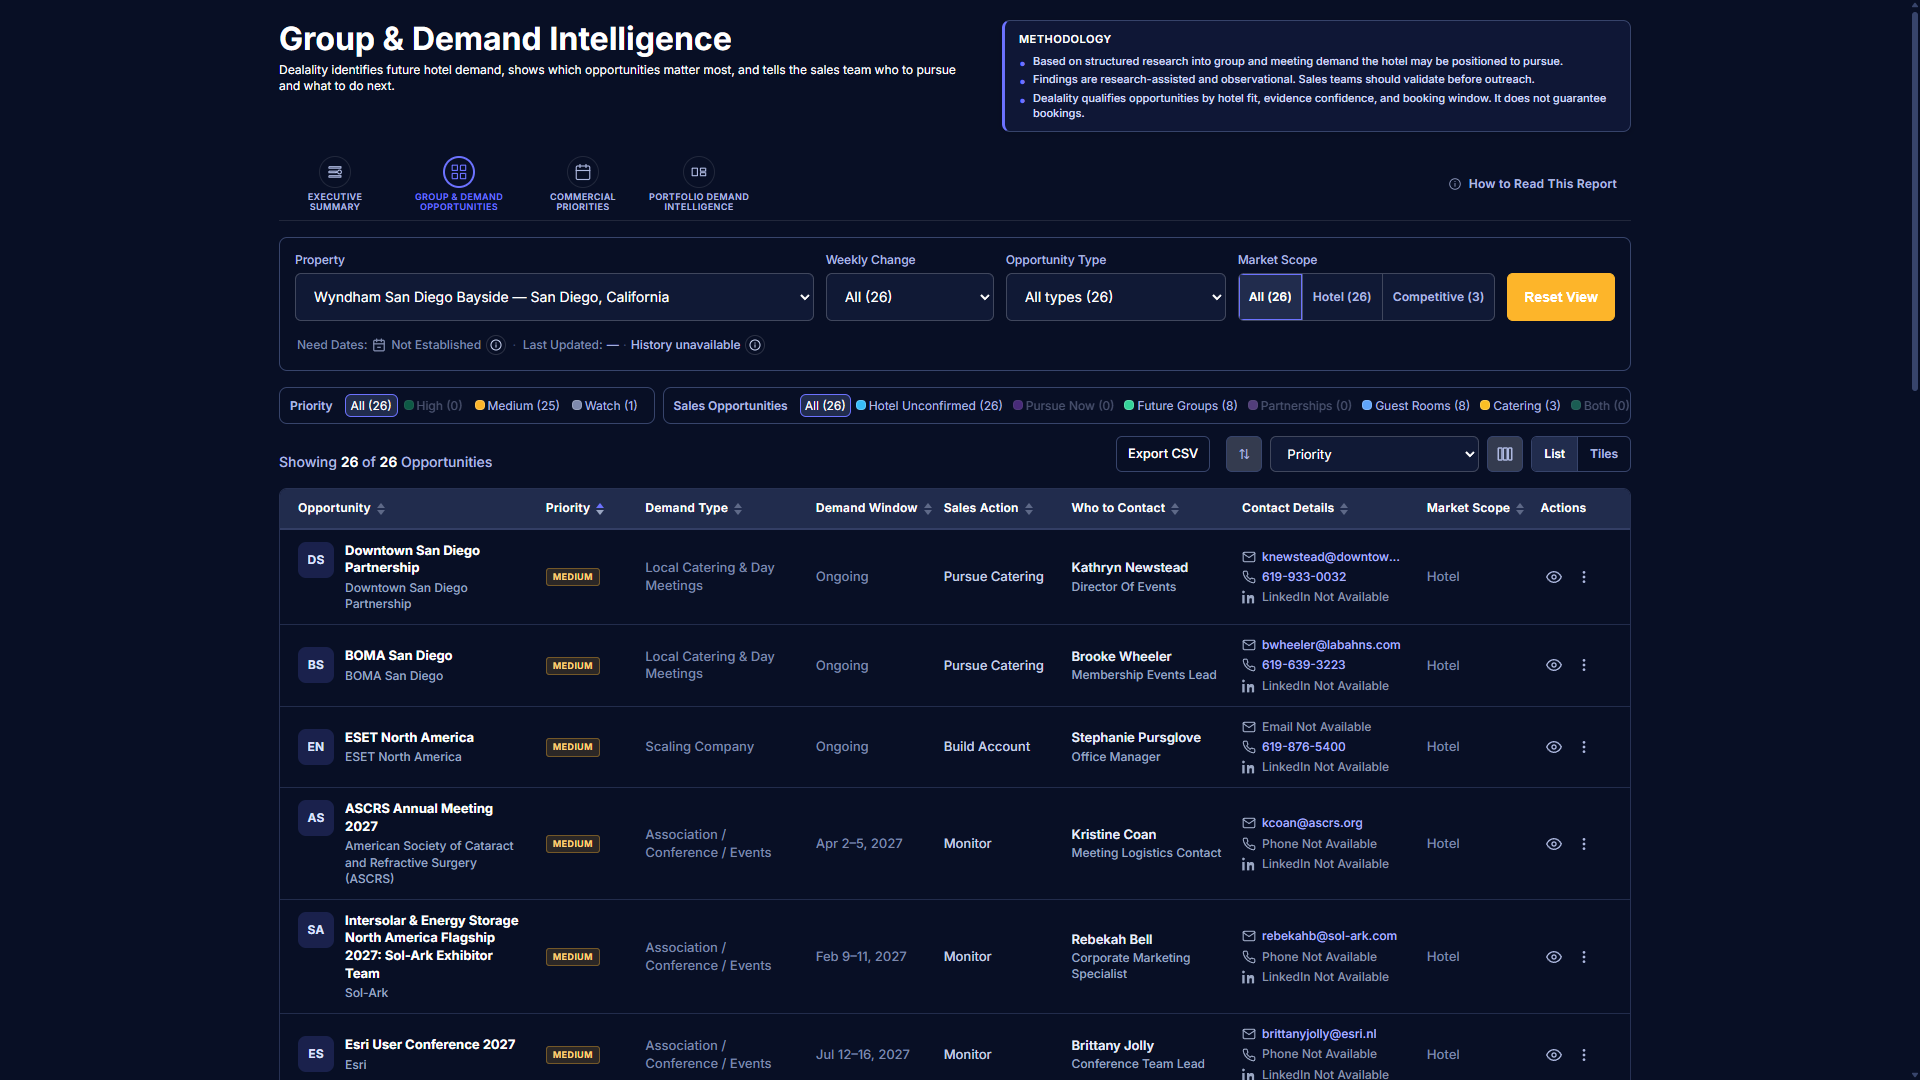 Group & Demand Intelligence
Dealality identifies future hotel demand, shows which opportunities matter most, and tells the sales team who to pursue
and what to do next.
METHODOLOGY
Based on structured research into group and meeting demand the hotel may be positioned to pursue.
Findings are research-assisted and observational. Sales teams should validate before outreach.
Dealality qualifies opportunities by hotel fit, evidence confidence, and booking window. It does not guarantee
bookings.
EXECUTIVE
SUMMARY
GROUP & DEMAND
OPPORTUNITIES
COMMERCIAL
PRIORITIES
PORTFOLIO DEMAND
INTELLIGENCE
How to Read This Report
Property
Wyndham San Diego Bayside — San Diego, California
Weekly Change
All (26)
Opportunity Type
All types (26)
Market Scope
All (26) Hotel (26) Competitive (3)
Reset View
Need Dates: Not Established · Last Updated: — · History unavailable
Priority All (26) High (0) Medium (25) Watch (1)
Sales Opportunities All (26) Hotel Unconfirmed (26) Pursue Now (0) Future Groups (8) Partnerships (0) Guest Rooms (8) Catering (3) Both (0)
Showing 26 of 26 Opportunities
Export CSV
Priority
List Tiles
Opportunity Priority Demand Type Demand Window Sales Action Who to Contact Contact Details Market Scope Actions
DS
Downtown San Diego
Partnership
Downtown San Diego
Partnership
MEDIUM
Local Catering & Day
Meetings
Ongoing
Pursue Catering
Kathryn Newstead
Director Of Events
knewstead@downtow...
619-933-0032
LinkedIn Not Available
Hotel
BS
BOMA San Diego
BOMA San Diego
MEDIUM
Local Catering & Day
Meetings
Ongoing
Pursue Catering
Brooke Wheeler
Membership Events Lead
bwheeler@labahns.com
619-639-3223
LinkedIn Not Available
Hotel
EN
ESET North America
ESET North America
MEDIUM
Scaling Company
Ongoing
Build Account
Stephanie Pursglove
Office Manager
Email Not Available
619-876-5400
LinkedIn Not Available
Hotel
AS
ASCRS Annual Meeting
2027
American Society of Cataract
and Refractive Surgery
(ASCRS)
MEDIUM
Association /
Conference / Events
Apr 2–5, 2027
Monitor
Kristine Coan
Meeting Logistics Contact
kcoan@ascrs.org
Phone Not Available
LinkedIn Not Available
Hotel
SA
Intersolar & Energy Storage
North America Flagship
2027: Sol-Ark Exhibitor
Team
Sol-Ark
MEDIUM
Association /
Conference / Events
Feb 9–11, 2027
Monitor
Rebekah Bell
Corporate Marketing
Specialist
rebekahb@sol-ark.com
Phone Not Available
LinkedIn Not Available
Hotel
ES
Esri User Conference 2027
Esri
MEDIUM
Association /
Conference / Events
Jul 12–16, 2027
Monitor
Brittany Jolly
Conference Team Lead
brittanyjolly@esri.nl
Phone Not Available
LinkedIn Not Available
Hotel